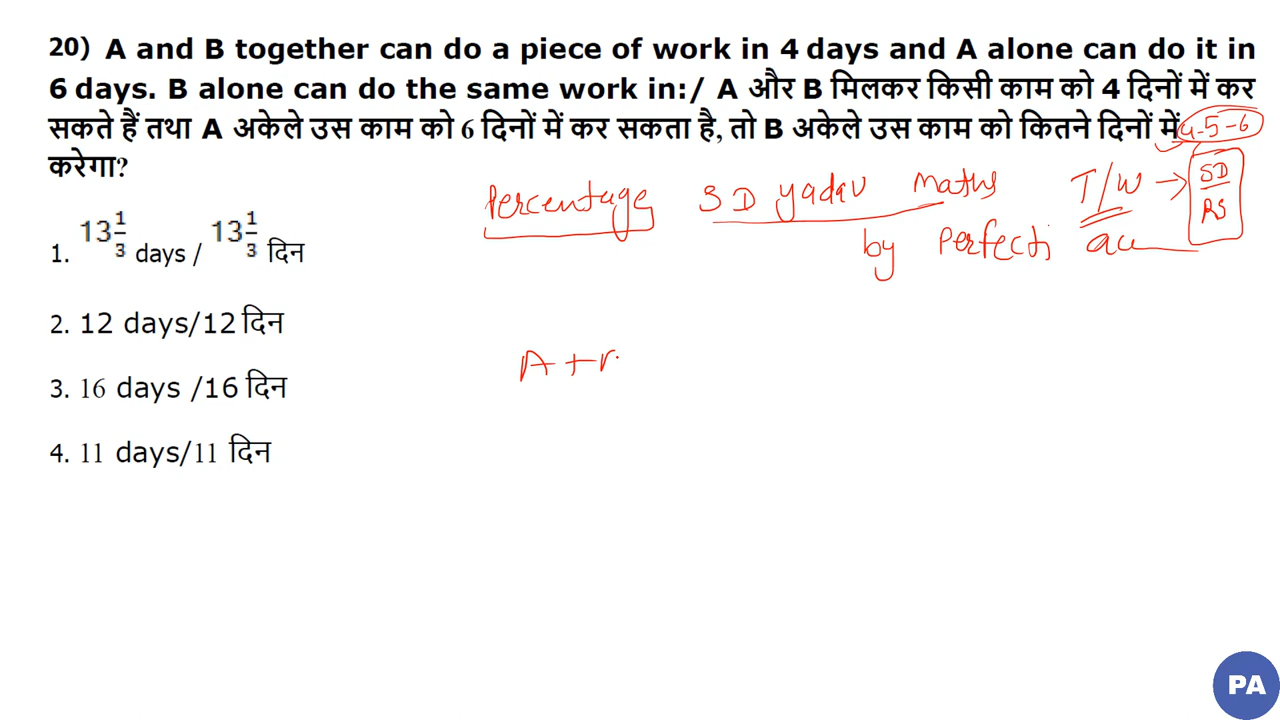 20) A and B together can do a piece of work in 4 days and A alone can do it in
6 days. B alone can do the same work in:/ A और B मिलकर किसी काम को 4 दिनों में कर
सकते हैं तथा A अकेले उस काम को 6 दिनों में कर सकता है, तो B अकेले उस काम को कितने दिनों में
करेगा?
4-5-6
Percentage SD yadav maths T/W → SD
RS
by Perfecti ac
1. 13 1/3 days / 13 1/3 दिन
2. 12 days/12 दिन
A +
3. 16 days /16 दिन
4. 11 days/11 दिन
PA